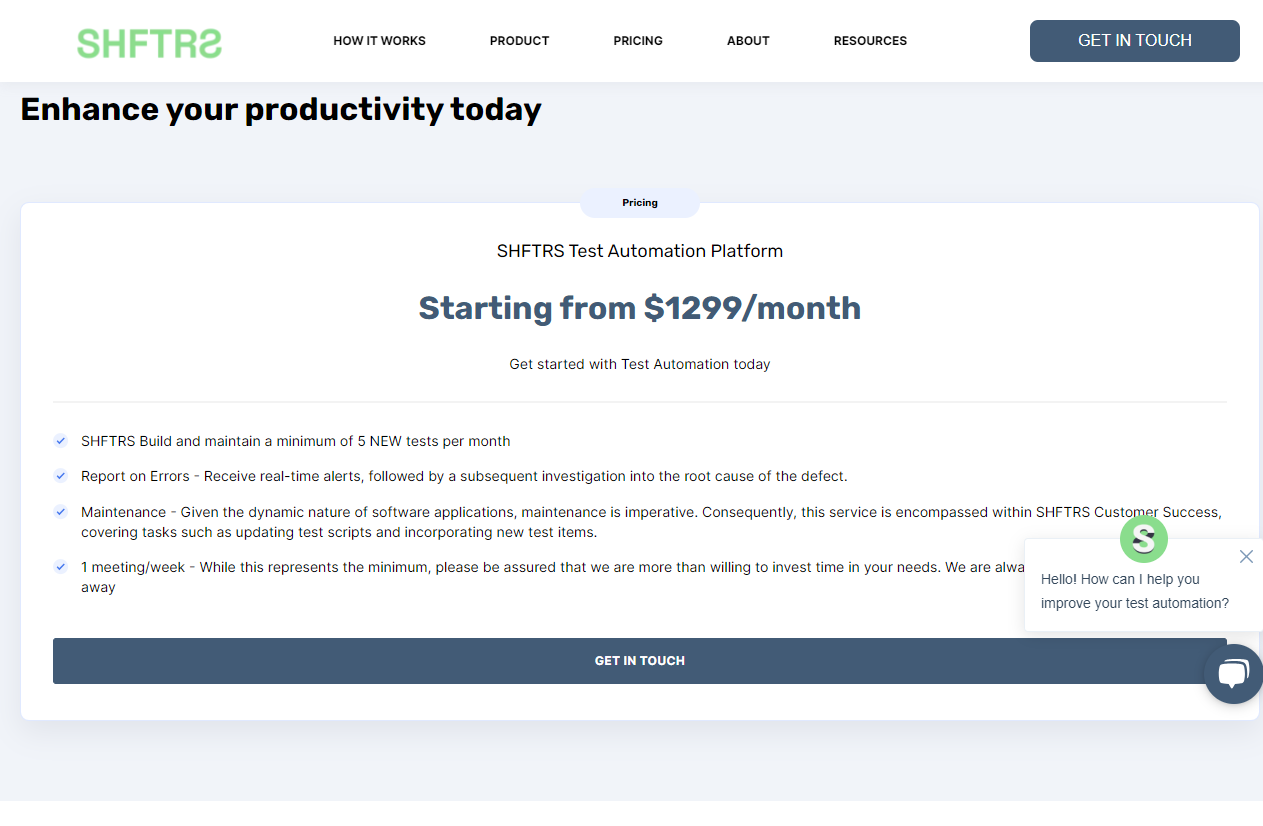 SHFTRS
HOW IT WORKS
PRODUCT
PRICING
ABOUT
RESOURCES
GET IN TOUCH
Enhance your productivity today
Pricing
SHFTRS Test Automation Platform
Starting from $1299/month
Get started with Test Automation today
SHFTRS Build and maintain a minimum of 5 NEW tests per month
Report on Errors - Receive real-time alerts, followed by a subsequent investigation into the root cause of the defect.
Maintenance - Given the dynamic nature of software applications, maintenance is imperative. Consequently, this service is encompassed within SHFTRS Customer Success,
covering tasks such as updating test scripts and incorporating new test items.
1 meeting/week - While this represents the minimum, please be assured that we are more than willing to invest time in your needs. We are
away
S
Hello! How can I help you
improve your test automation?
GET IN TOUCH